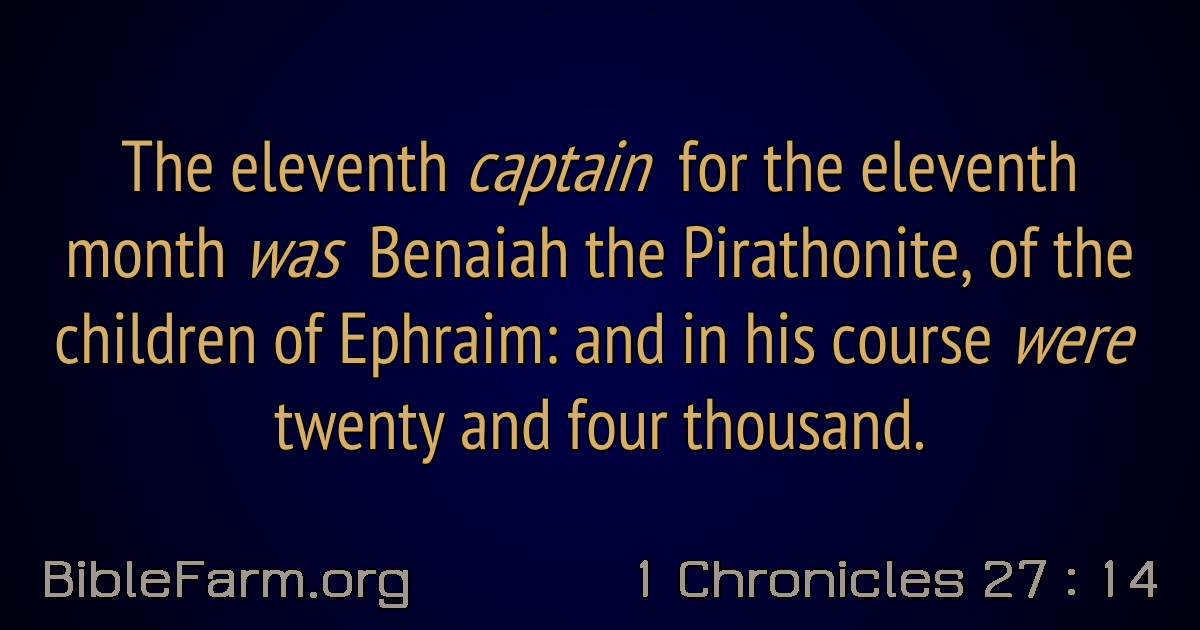 The eleventh captain for the eleventh
month was Benaiah the Pirathonite, of the
children of Ephraim: and in his course were
twenty and four thousand.
BibleFarm.org
1 Chronicles 27 : 14